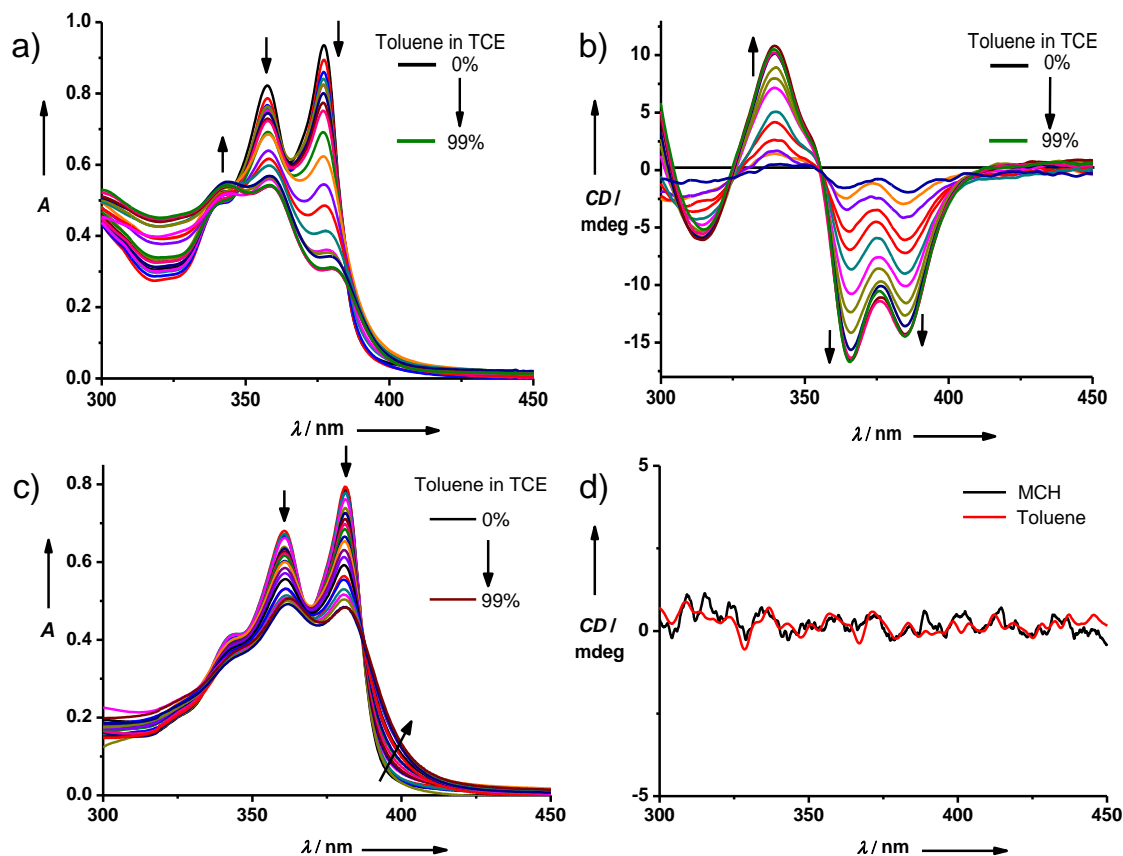 a)
Toluene in TCE
0%
99%
1.0
0.8
0.6
0.4
0.2
0.0
A
300
350
400
450
λ / nm
b)
Toluene in TCE
0%
99%
10
5
0
-5
-10
-15
CD /
mdeg
300
350
400
450
λ / nm
c)
Toluene in TCE
0%
99%
0.8
0.6
0.4
0.2
0.0
A
300
350
400
450
λ / nm
d)
MCH
Toluene
5
0
-5
CD /
mdeg
300
350
400
450
λ / nm